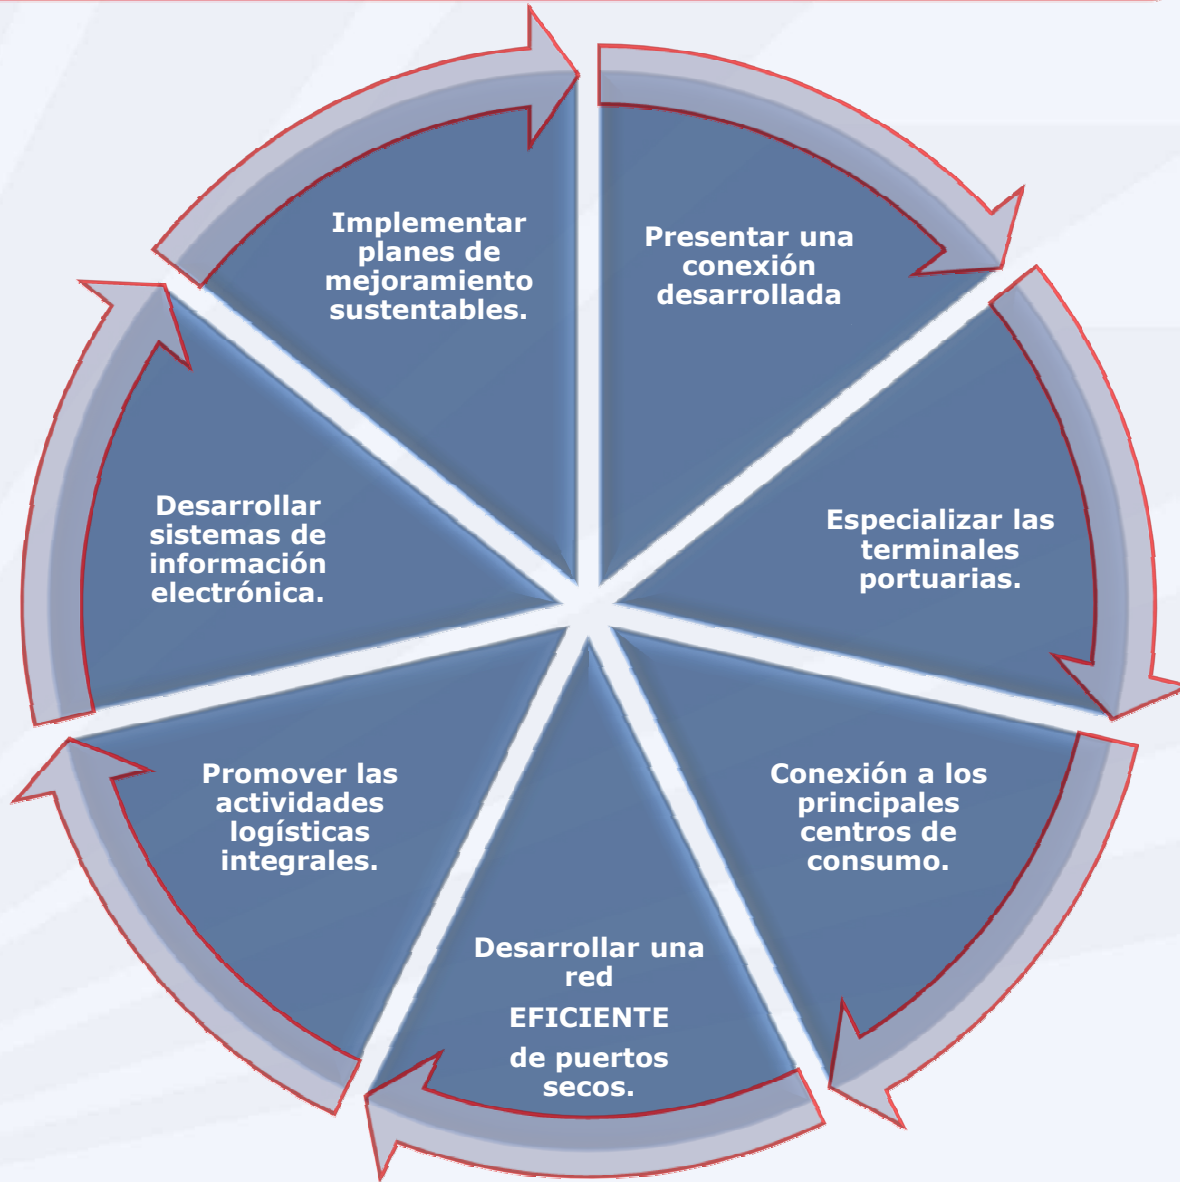 Implementar
planes de
mejoramiento
sustentables.
Presentar una
conexión
desarrollada
Especializar las
terminales
portuarias.
Conexión a los
principales
centros de
consumo.
Desarrollar una
red
EFICIENTE
de puertos
secos.
Promover las
actividades
logísticas
integrales.
Desarrollar
sistemas de
información
electrónica.